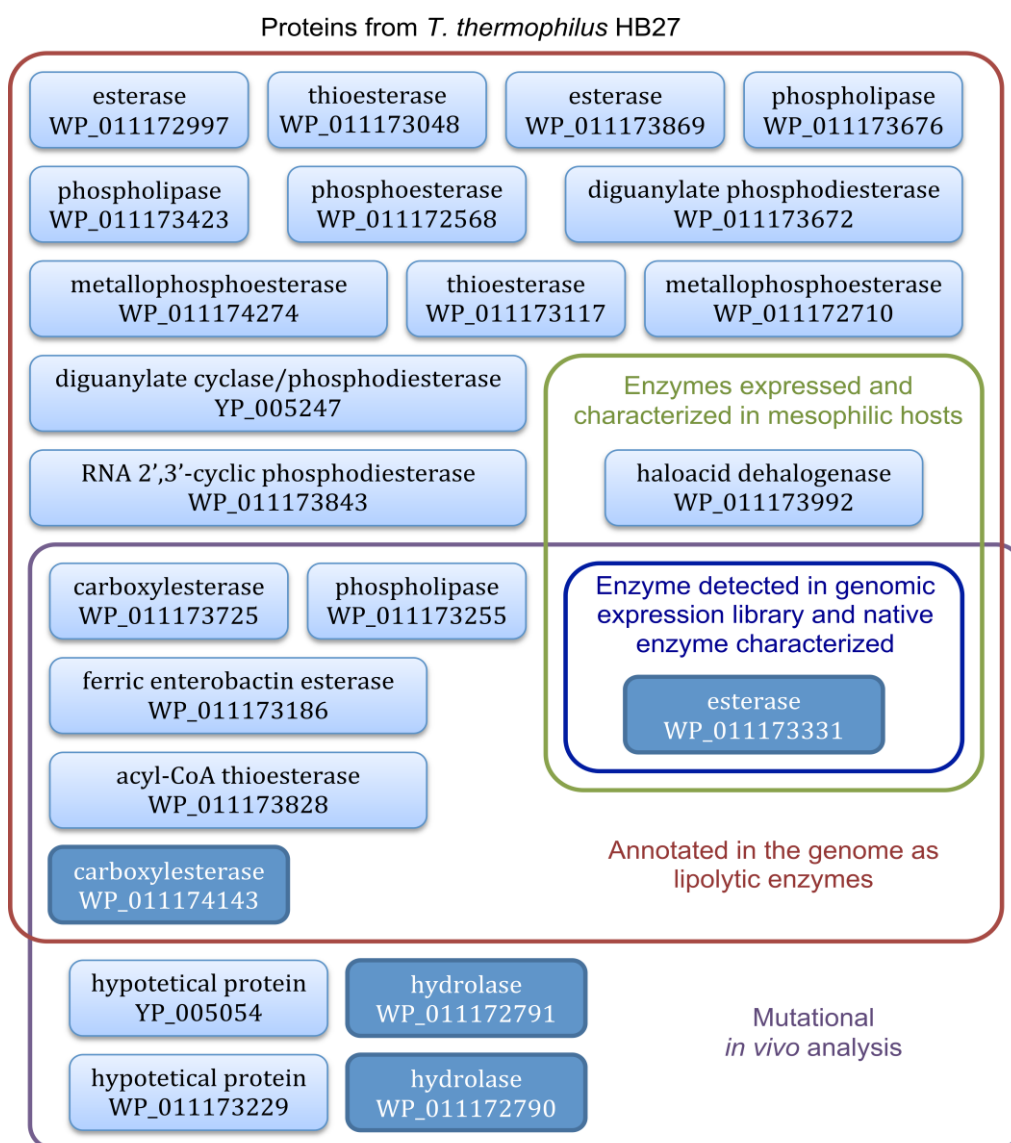 Proteins from T. thermophilus HB27
esterase
WP_011172997
thioesterase
WP_011173048
esterase
WP_011173869
phospholipase
WP_011173676
phospholipase
WP_011173423
phosphoesterase
WP_011172568
diguanylate phosphodiesterase
WP_011173672
metallophosphoesterase
WP_011174274
thioesterase
WP_011173117
metallophosphoesterase
WP_011172710
diguanylate cyclase/phosphodiesterase
YP_005247
Enzymes expressed and
characterized in mesophilic hosts
RNA 2’,3’-cyclic phosphodiesterase
WP_011173843
haloacid dehalogenase
WP_011173992
carboxylesterase
WP_011173725
phospholipase
WP_011173255
Enzyme detected in genomic
expression library and native
enzyme characterized
ferric enterobactin esterase
WP_011173186
esterase
WP_011173331
acyl-CoA thioesterase
WP_011173828
carboxylesterase
WP_011174143
Annotated in the genome as
lipolytic enzymes
hypotetical protein
YP_005054
hydrolase
WP_011172791
Mutational
in vivo analysis
hypotetical protein
WP_011173229
hydrolase
WP_011172790